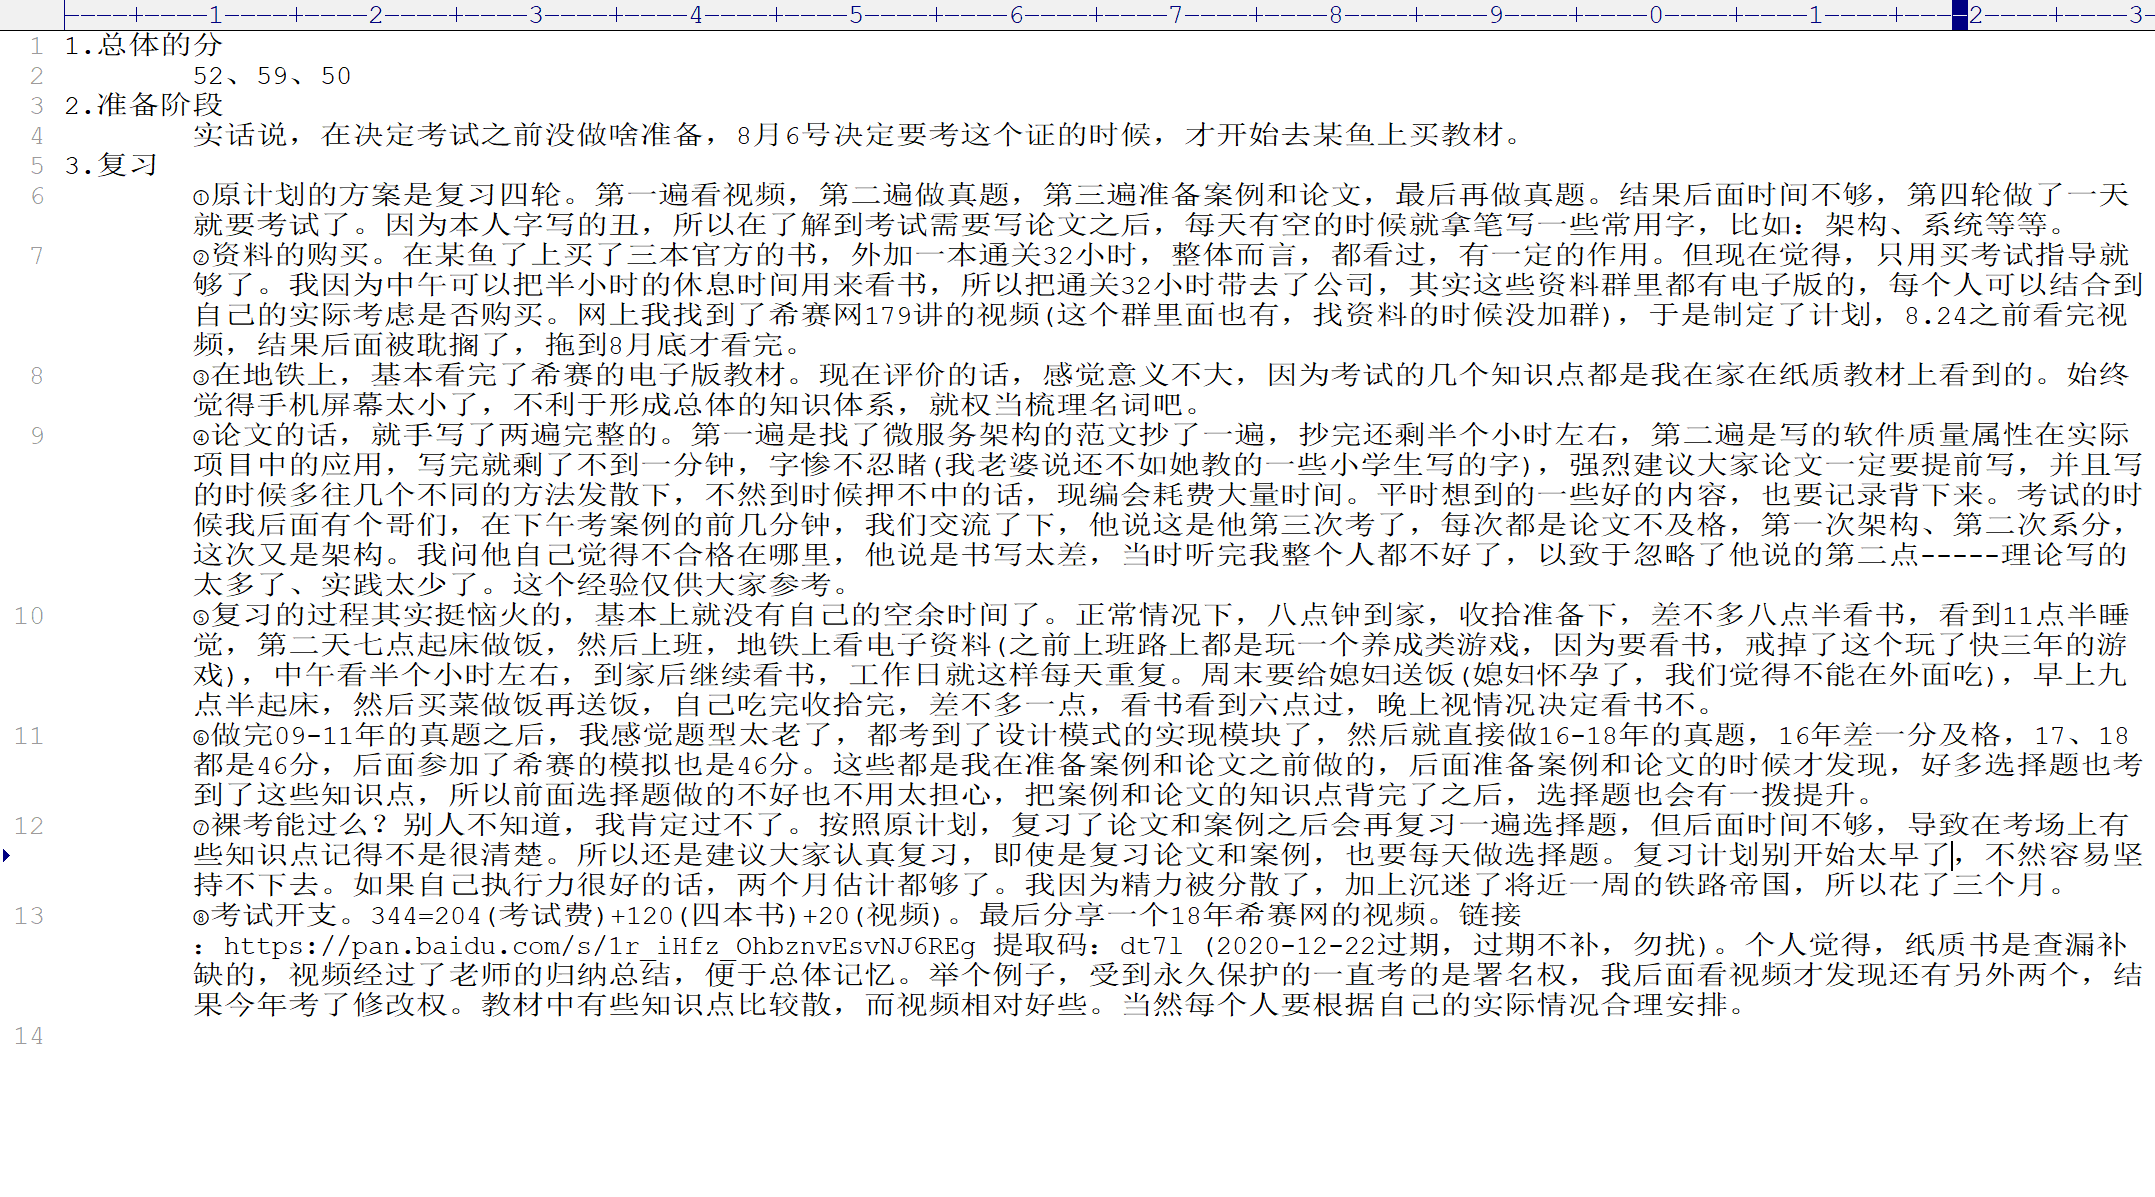 ----+----1----+----2----+----3----+----4----+----5----+----6----+----7----+----8----+----9----+----0----+----1----+----2----+----3-
1 1.总体的分
2 52、59、50
3 2.准备阶段
4 实话说，在决定考试之前没做啥准备，8月6号决定要考这个证的时候，才开始去某鱼上买教材。
5 3.复习
6 ①原计划的方案是复习四轮。第一遍看视频，第二遍做真题，第三遍准备案例和论文，最后再做真题。结果后面时间不够，第四轮做了一天
就要考试了。因为本人字写的丑，所以在了解到考试需要写论文之后，每天有空的时候就拿笔写一些常用字，比如：架构、系统等等。
7 ②资料的购买。在某鱼了上买了三本官方的书，外加一本通关32小时，整体而言，都看过，有一定的作用。但现在觉得，只用买考试指导就
够了。我因为中午可以把半小时的休息时间用来看书，所以把通关32小时带去了公司，其实这些资料群里都有电子版的，每个人可以结合到
自己的实际考虑是否购买。网上我找到了希赛网179讲的视频(这个群里面也有，找资料的时候没加群)，于是制定了计划，8.24之前看完视
频，结果后面被耽搁了，拖到8月底才看完。
8 ③在地铁上，基本看完了希赛的电子版教材。现在评价的话，感觉意义不大，因为考试的几个知识点都是我在家在纸质教材上看到的。始终
觉得手机屏幕太小了，不利于形成总体的知识体系，就权当梳理名词吧。
9 ④论文的话，就手写了两遍完整的。第一遍是找了微服务架构的范文抄了一遍，抄完还剩半个小时左右，第二遍是写的软件质量属性在实际
项目中的应用，写完就剩了不到一分钟，字惨不忍睹(我老婆说还不如她教的一些小学生写的字)，强烈建议大家论文一定要提前写，并且写
的时候多往几个不同的方法发散下，不然到时候押不中的话，现编会耗费大量时间。平时想到的一些好的内容，也要记录背下来。考试的时
候我后面有个哥们，在下午考案例的前几分钟，我们交流了下，他说这是他第三次考了，每次都是论文不及格，第一次架构、第二次系分，
这次又是架构。我问他自己觉得不合格在哪里，他说是书写太差，当时听完我整个人都不好了，以致于忽略了他说的第二点-----理论写的
太多了、实践太少了。这个经验仅供大家参考。
10 ⑤复习的过程其实挺恼火的，基本上就没有自己的空余时间了。正常情况下，八点钟到家，收拾准备下，差不多八点半看书，看到11点半睡
觉，第二天七点起床做饭，然后上班，地铁上看电子资料(之前上班路上都是玩一个养成类游戏，因为要看书，戒掉了这个玩了快三年的游
戏)，中午看半个小时左右，到家后继续看书，工作日就这样每天重复。周末要给媳妇送饭(媳妇怀孕了，我们觉得不能在外面吃)，早上九
点半起床，然后买菜做饭再送饭，自己吃完收拾完，差不多一点，看书看到六点过，晚上视情况决定看书不。
11 ⑥做完09-11年的真题之后，我感觉题型太老了，都考到了设计模式的实现模块了，然后就直接做16-18年的真题，16年差一分及格，17、18
都是46分，后面参加了希赛的模拟也是46分。这些都是我在准备案例和论文之前做的，后面准备案例和论文的时候才发现，好多选择题也考
到了这些知识点，所以前面选择题做的不好也不用太担心，把案例和论文的知识点背完了之后，选择题也会有一拨提升。
12 ⑦裸考能过么？别人不知道，我肯定过不了。按照原计划，复习了论文和案例之后会再复习一遍选择题，但后面时间不够，导致在考场上有
些知识点记得不是很清楚。所以还是建议大家认真复习，即使是复习论文和案例，也要每天做选择题。复习计划别开始太早了，不然容易坚
持不下去。如果自己执行力很好的话，两个月估计都够了。我因为精力被分散了，加上沉迷了将近一周的铁路帝国，所以花了三个月。
13 ⑧考试开支。344=204(考试费)+120(四本书)+20(视频)。最后分享一个18年希赛网的视频。链接
：https://pan.baidu.com/s/1r_iHfz_OhbznvEsvNJ6REg 提取码：dt7l (2020-12-22过期，过期不补，勿扰)。个人觉得，纸质书是查漏补
缺的，视频经过了老师的归纳总结，便于总体记忆。举个例子，受到永久保护的一直考的是署名权，我后面看视频才发现还有另外两个，结
果今年考了修改权。教材中有些知识点比较散，而视频相对好些。当然每个人要根据自己的实际情况合理安排。
14